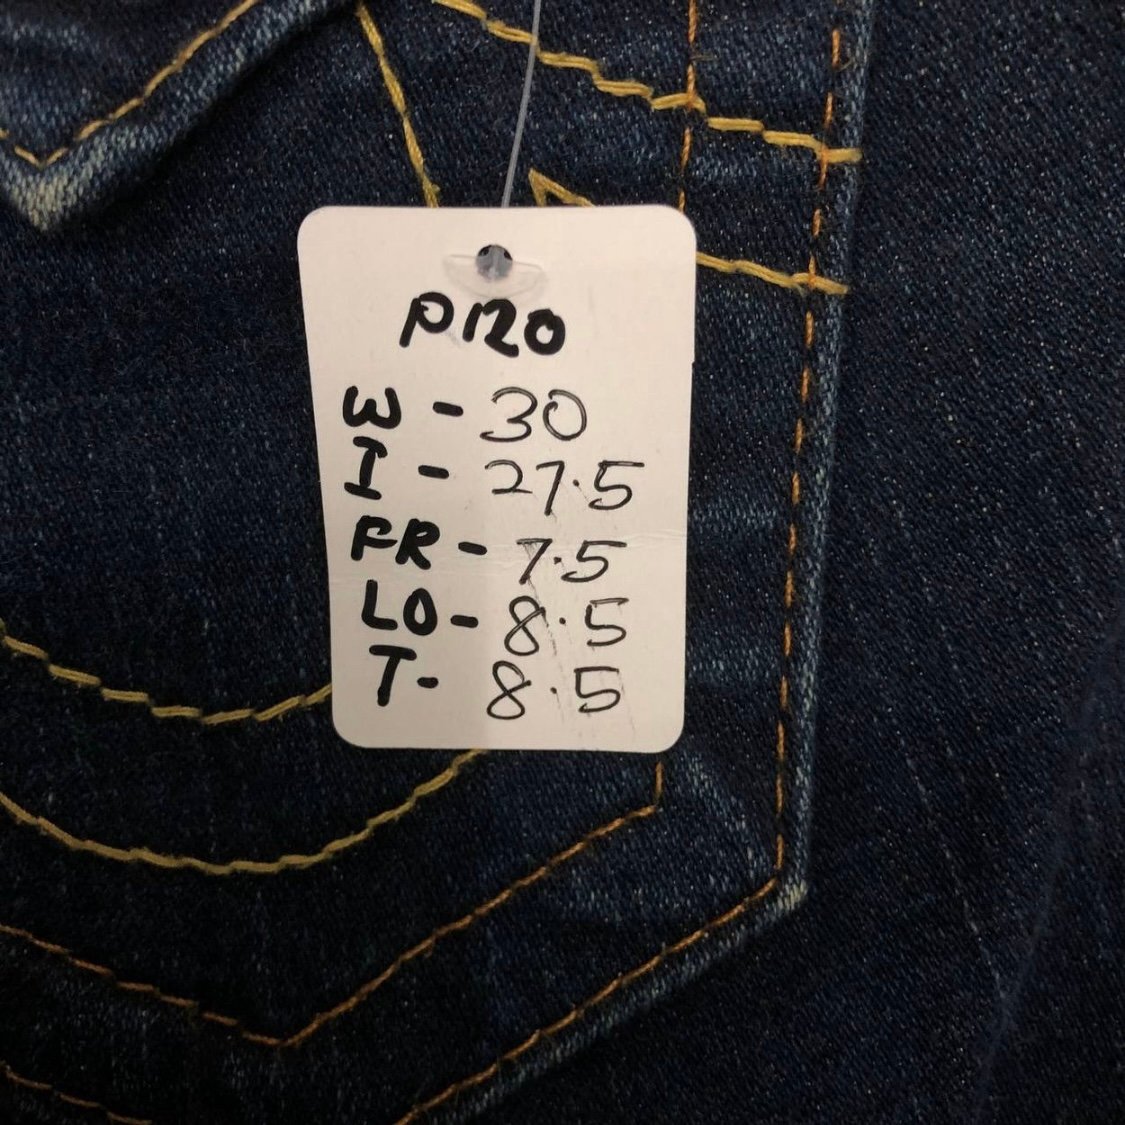 P120
W - 30
I - 27.5
FR - 7.5
LO - 8.5
T - 8.5